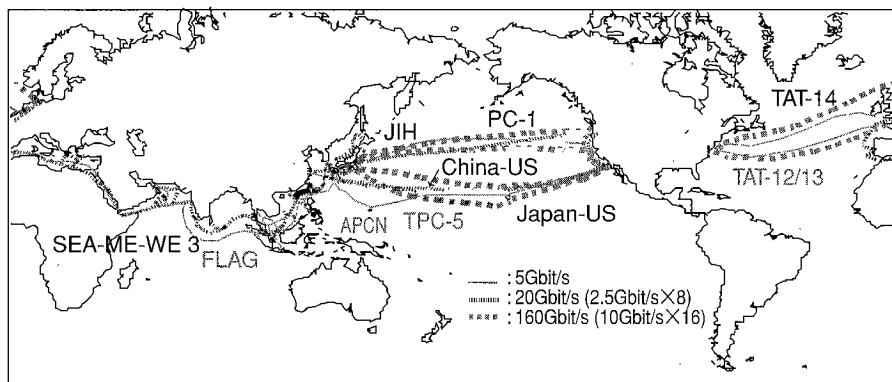 TAT-14
PC-1
JIH
China-US
TAT-12/13
Japan-US
APCN
TPC-5
SEA-ME-WE 3
FLAG
: 5Gbit/s
: 20Gbit/s (2.5Gbit/s×8)
: 160Gbit/s (10Gbit/s×16)